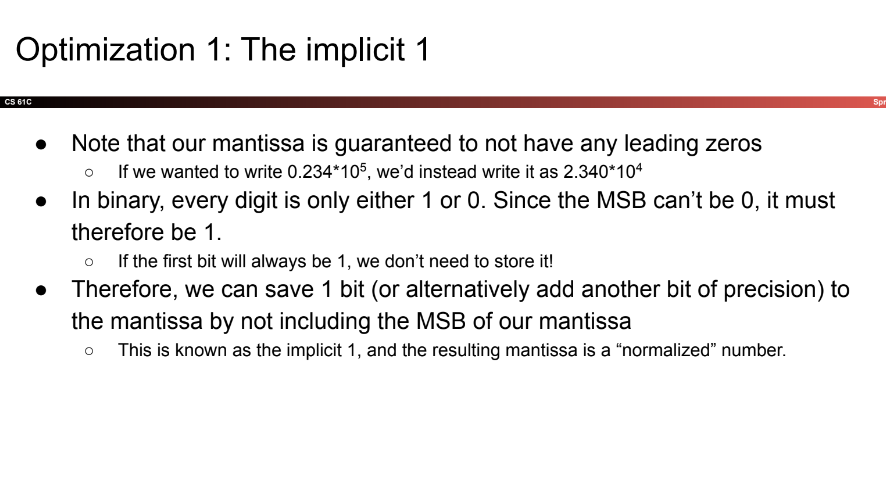 Optimization 1: The implicit 1
CS 61C
Spr
● Note that our mantissa is guaranteed to not have any leading zeros
○ If we wanted to write 0.234*10⁵, we’d instead write it as 2.340*10⁴
● In binary, every digit is only either 1 or 0. Since the MSB can’t be 0, it must
therefore be 1.
○ If the first bit will always be 1, we don’t need to store it!
● Therefore, we can save 1 bit (or alternatively add another bit of precision) to
the mantissa by not including the MSB of our mantissa
○ This is known as the implicit 1, and the resulting mantissa is a “normalized” number.